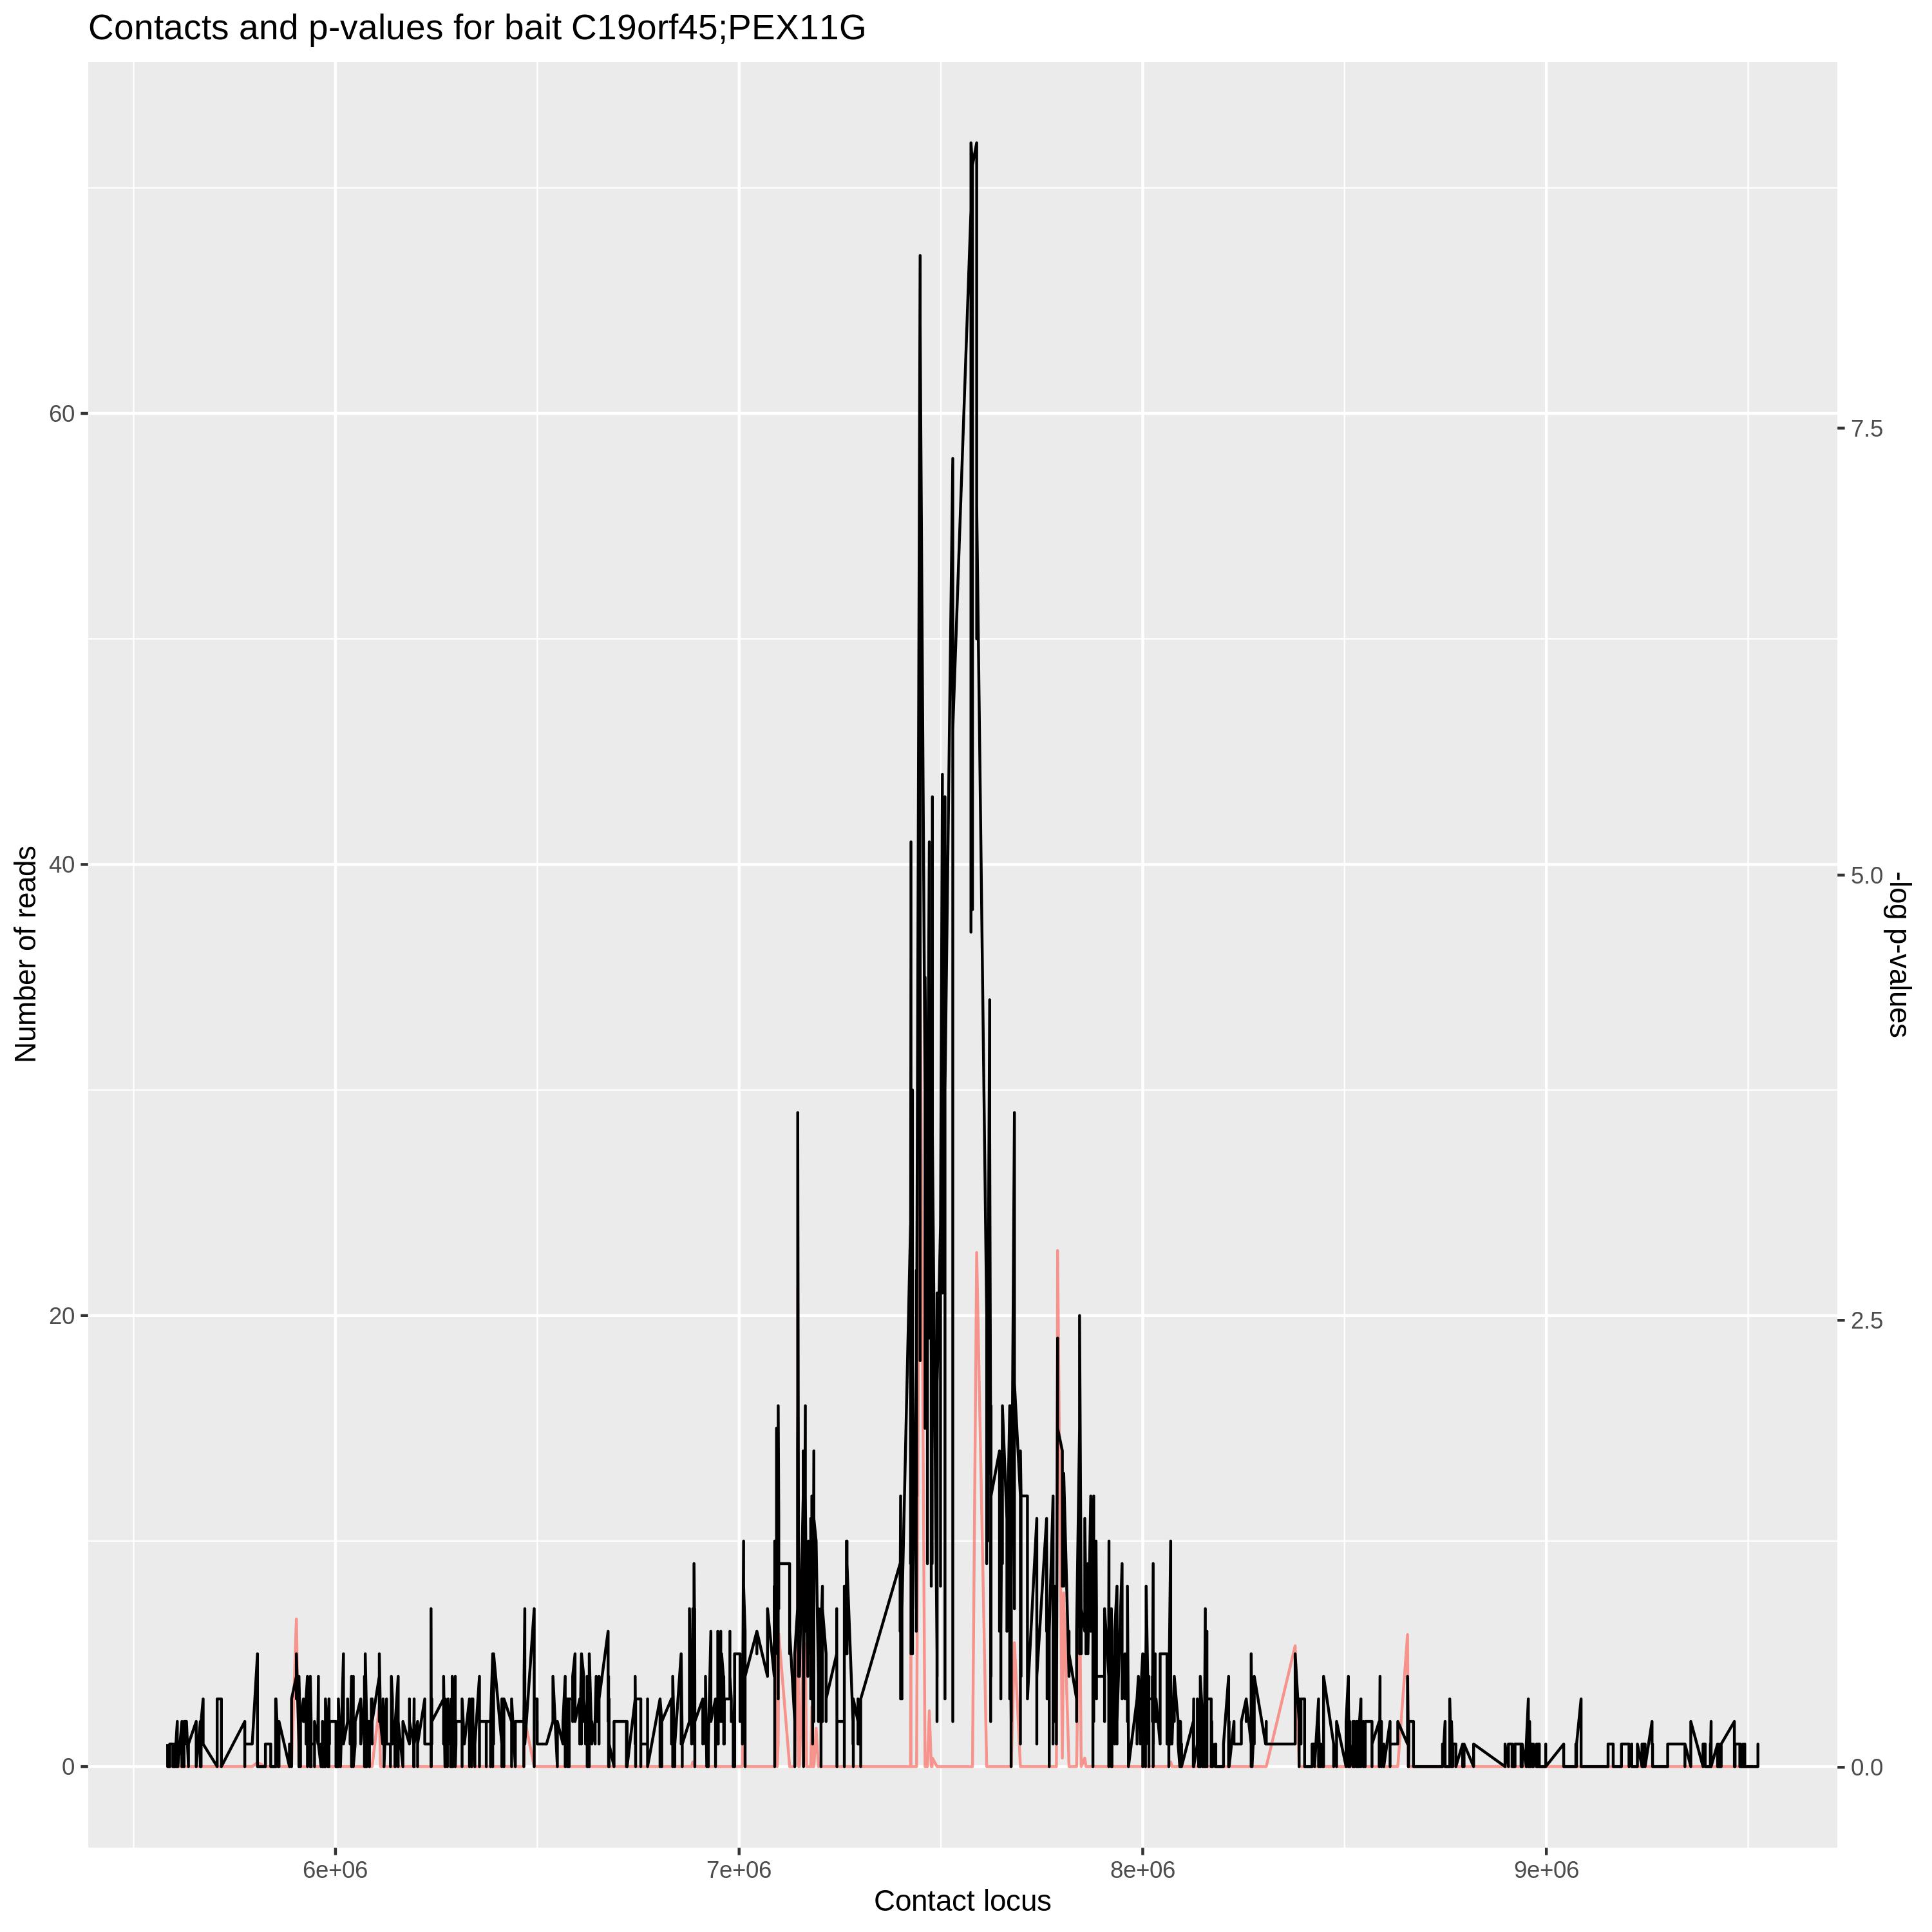 Contacts and p-values for bait C19orf45;PEX11G
60
40
20
0
Number of reads
7.5
5.0
2.5
0.0
-log p-values
6e+06
7e+06
8e+06
9e+06
Contact locus